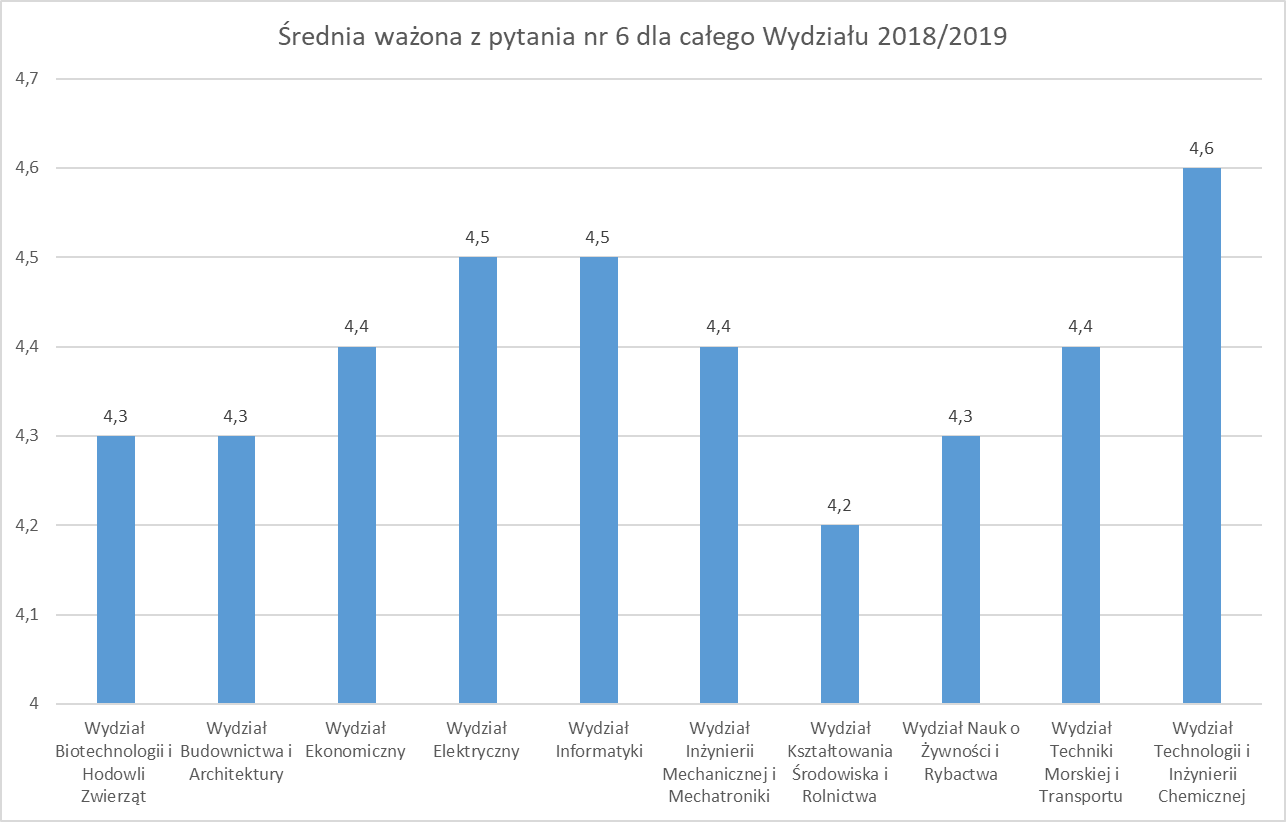 Średnia ważona z pytania nr 6 dla całego Wydziału 2018/2019
4,7
4,6
4,5
4,4
4,3
4,2
4,1
4
4,3
4,3
4,4
4,5
4,5
4,4
4,2
4,3
4,4
4,6
Wydział
Biotechnologii i
Hodowli
Zwierząt
Wydział
Budownictwa i
Architektury
Wydział
Ekonomiczny
Wydział
Elektryczny
Wydział
Informatyki
Wydział
Inżynierii
Mechanicznej i
Mechatroniki
Wydział
Kształtowania
Środowiska i
Rolnictwa
Wydział Nauk o
Żywności i
Rybactwa
Wydział
Techniki
Morskiej i
Transportu
Wydział
Technologii i
Inżynierii
Chemicznej